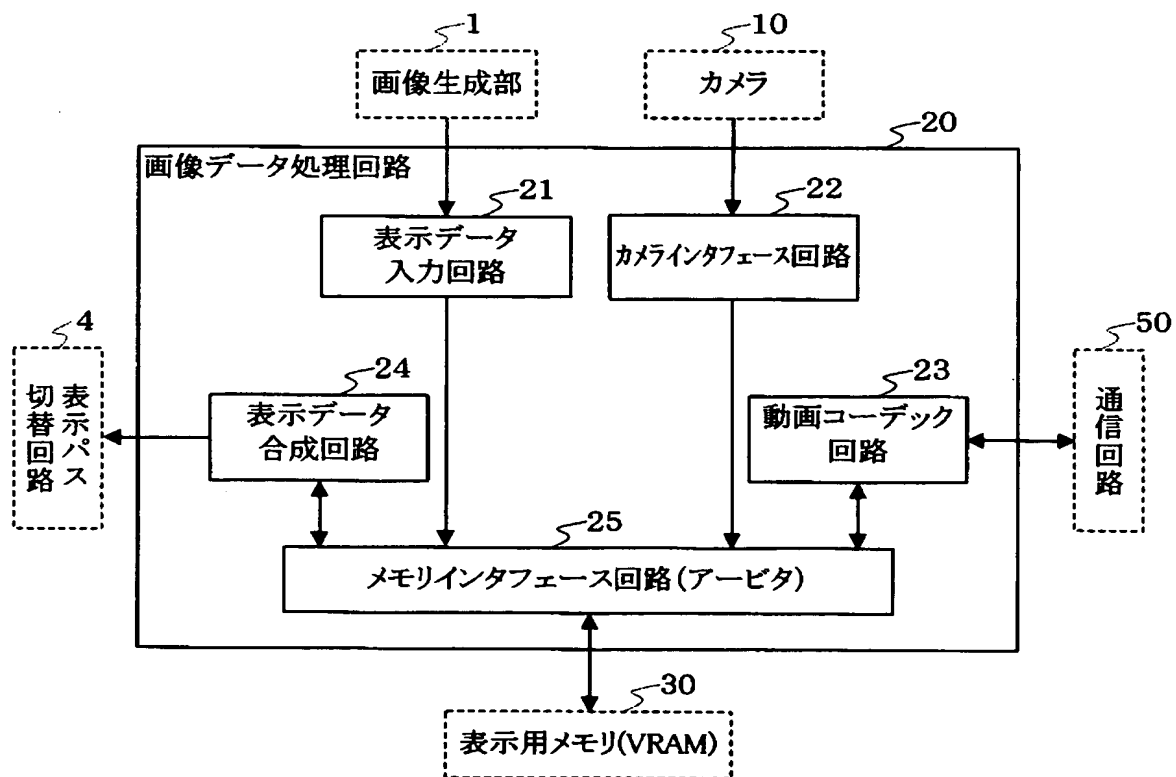 1
10
画像生成部
カメラ
20
画像データ処理回路
21
22
表示データ
入力回路
カメラインタフェース回路
4
50
表示パス
切替回路
24
23
表示データ
合成回路
動画コーデック
回路
通信回路
25
メモリインタフェース回路(アービタ)
30
表示用メモリ(VRAM)